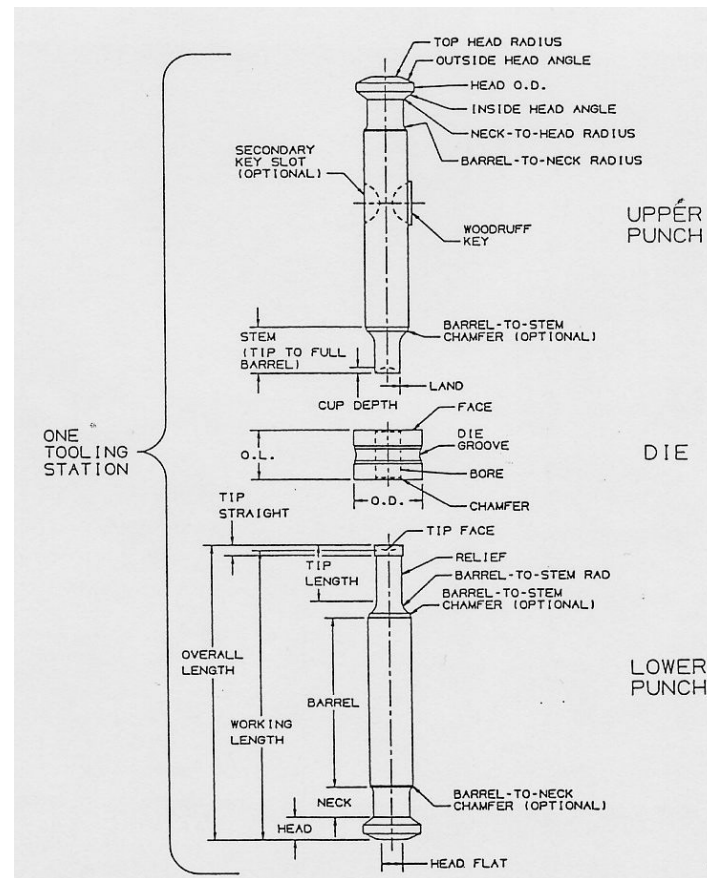 TOP HEAD RADIUS
OUTSIDE HEAD ANGLE
HEAD O.D.
INSIDE HEAD ANGLE
NECK-TO-HEAD RADIUS
BARREL-TO-NECK RADIUS
SECONDARY
KEY SLOT
(OPTIONAL)
WOODRUFF
KEY
UPPER
PUNCH
BARREL-TO-STEM
CHAMFER (OPTIONAL)
STEM
(TIP TO FULL
BARREL)
LAND
CUP DEPTH
FACE
DIE
GROOVE
ONE
TOOLING
STATION
O.L.
DIE
BORE
O.D.
CHAMFER
TIP
STRAIGHT
TIP FACE
RELIEF
TIP
LENGTH
BARREL-TO-STEM RAD
BARREL-TO-STEM
CHAMFER (OPTIONAL)
OVERALL
LENGTH
LOWER
PUNCH
BARREL
WORKING
LENGTH
BARREL-TO-NECK
CHAMFER (OPTIONAL)
NECK
HEAD
HEAD FLAT